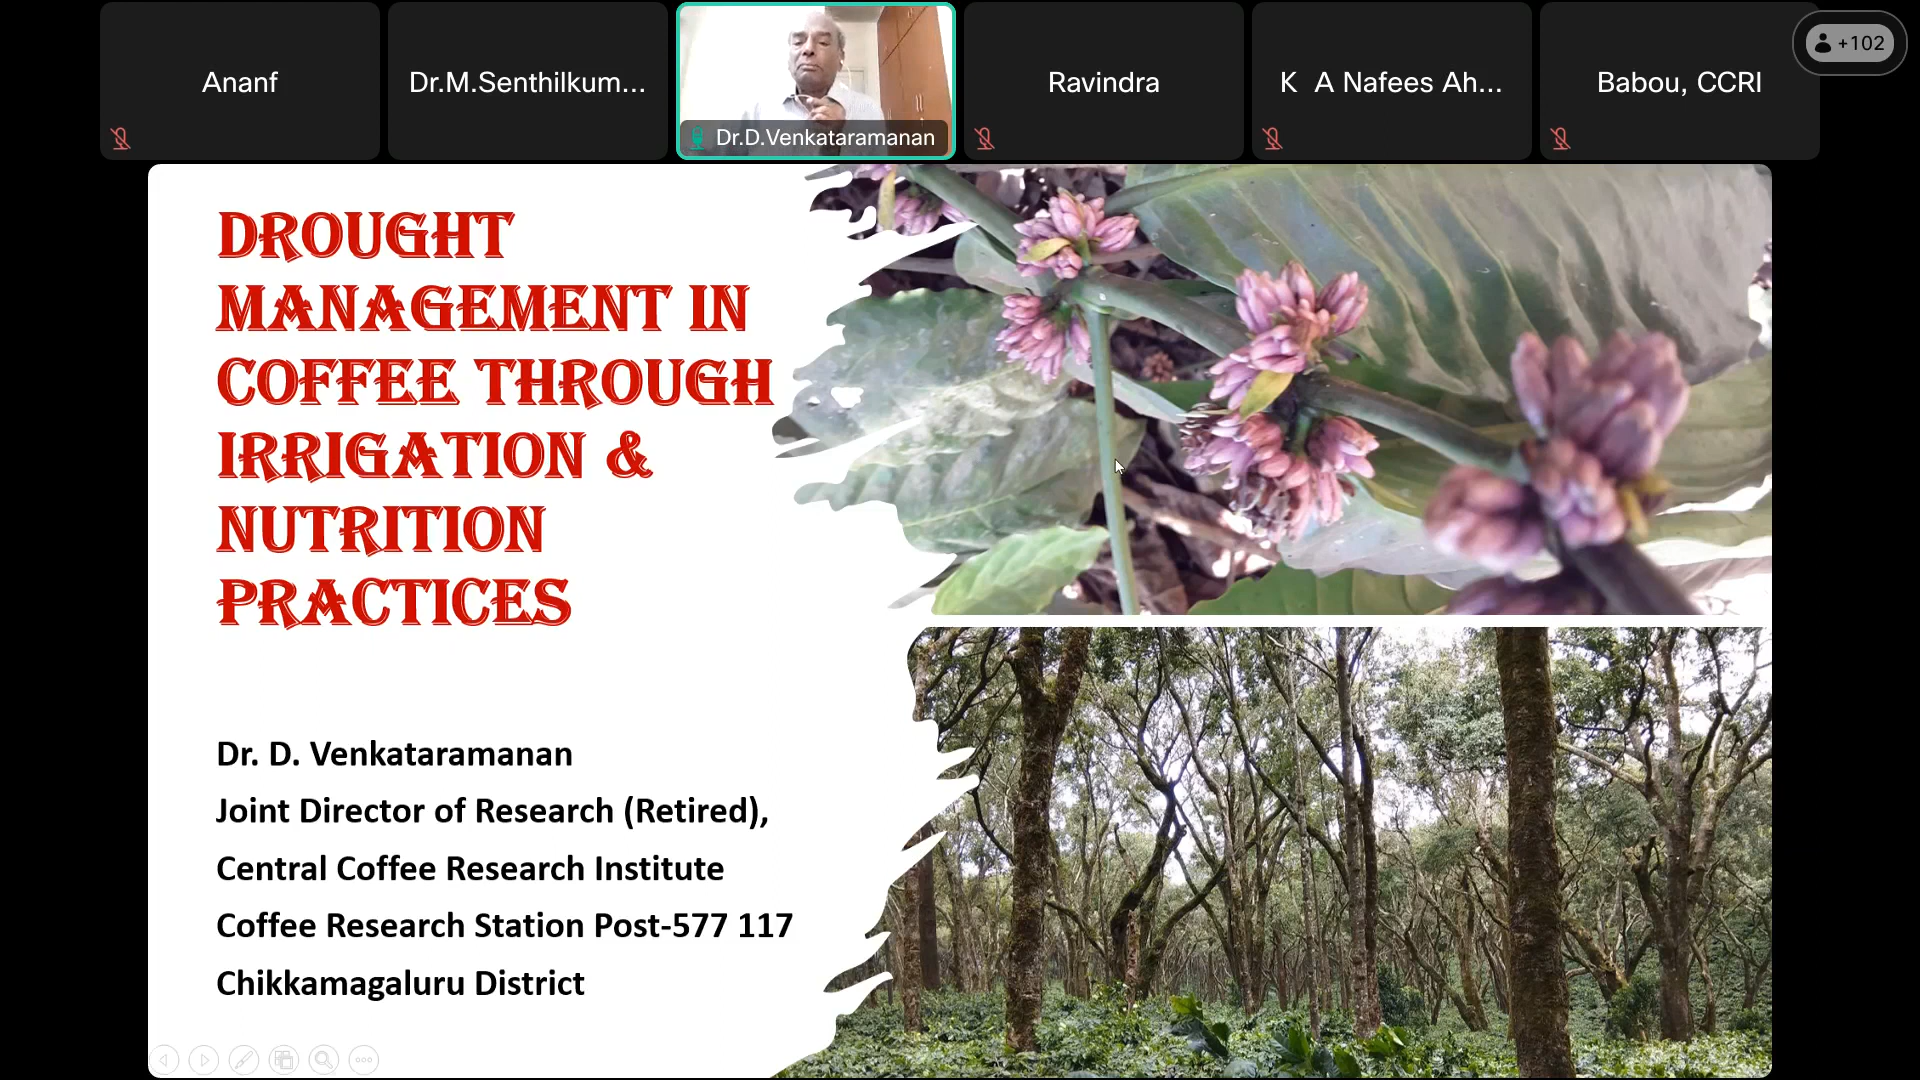 Ananf
Dr.M.Senthilkum...
Dr.D.Venkataramanan
Ravindra
K A Nafees Ah...
Babou, CCRI
+102
DROUGHT
MANAGEMENT IN
COFFEE THROUGH
IRRIGATION &
NUTRITION
PRACTICES
Dr. D. Venkataramanan
Joint Director of Research (Retired),
Central Coffee Research Institute
Coffee Research Station Post-577 117
Chikkamagaluru District